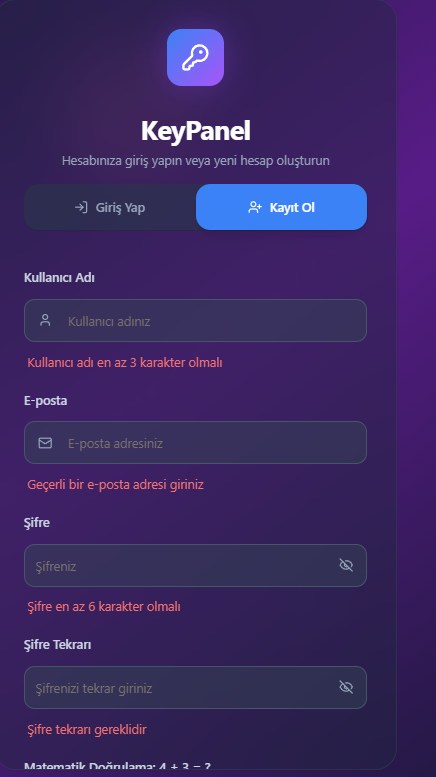 KeyPanel
Hesabınıza giriş yapın veya yeni hesap oluşturun
Giriş Yap
Kayıt Ol
Kullanıcı Adı
Kullanıcı adınız
Kullanıcı adı en az 3 karakter olmalı
E-posta
E-posta adresiniz
Geçerli bir e-posta adresi giriniz
Şifre
Şifreniz
Şifre en az 6 karakter olmalı
Şifre Tekrarı
Şifrenizi tekrar giriniz
Şifre tekrarı gereklidir
Matematik Doğrulama: 4 + 3 = ?